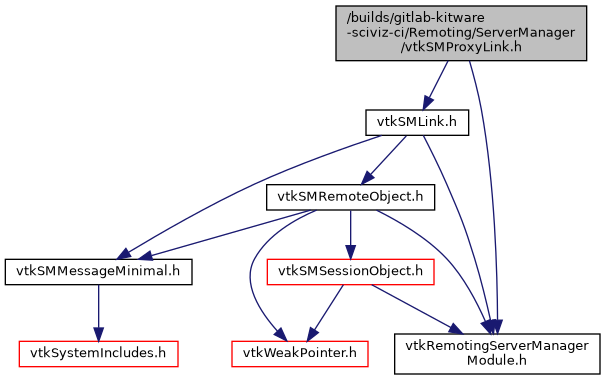 /builds/gitlab-kitware
-sciviz-ci/Remoting/ServerManager
/vtkSMProxyLink.h
vtkSMLink.h
vtkSMRemoteObject.h
vtkSMMessageMinimal.h
vtkSMSessionObject.h
vtkSystemIncludes.h
vtkWeakPointer.h
vtkRemotingServerManager
Module.h